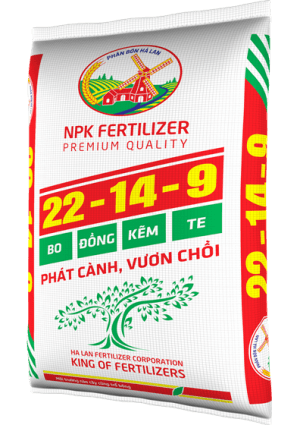 PHÂN BÓN HÀ LAN
NPK FERTILIZER
PREMIUM QUALITY
22-14-9
BO ĐỒNG KẼM TE
PHÁT CÀNH, VƯƠN CHỒI
HA LAN FERTILIZER CORPORATION
KING OF FERTILIZERS
22-14-9